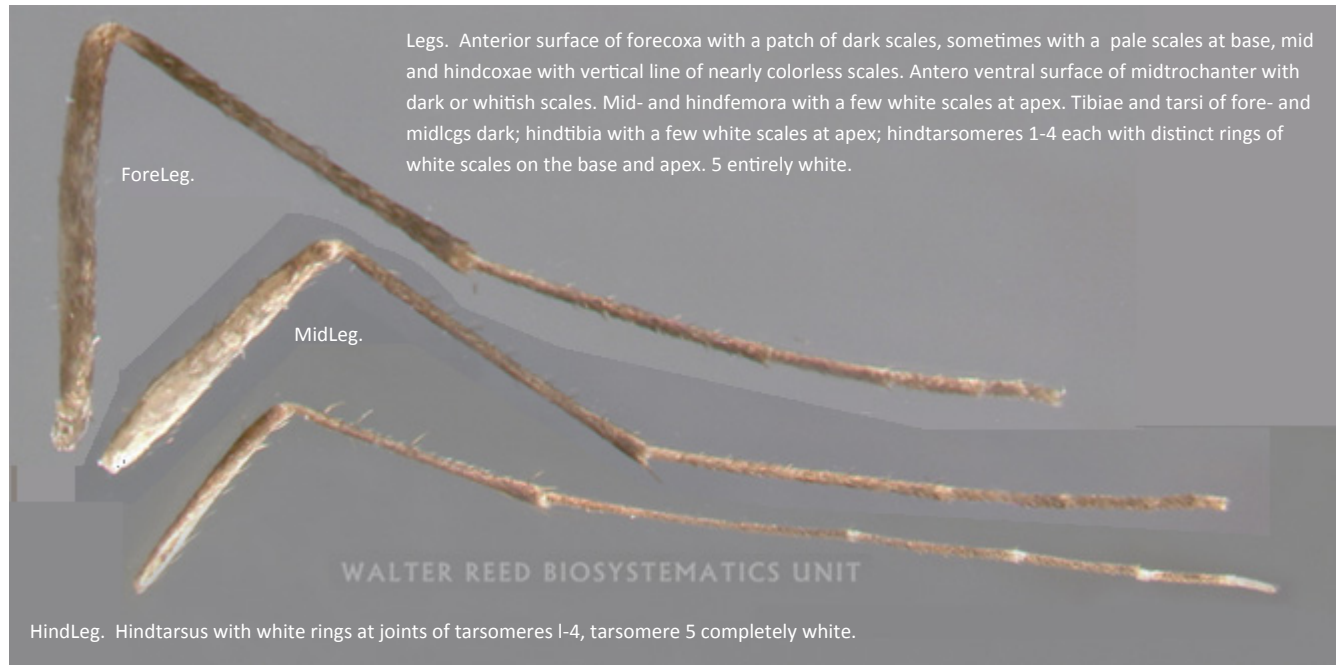 Legs. Anterior surface of forecoxa with a patch of dark scales, sometimes with a pale scales at base, mid
and hindcoxae with vertical line of nearly colorless scales. Antero ventral surface of midtrochanter with
dark or whitish scales. Mid- and hindfemora with a few white scales at apex. Tibiae and tarsi of fore- and
midlcgs dark; hindtibia with a few white scales at apex; hindtarsomeres 1-4 each with distinct rings of
white scales on the base and apex. 5 entirely white.
ForeLeg.
MidLeg.
WALTER REED BIOSYSTEMATICS UNIT
HindLeg. Hindtarsus with white rings at joints of tarsomeres l-4, tarsomere 5 completely white.